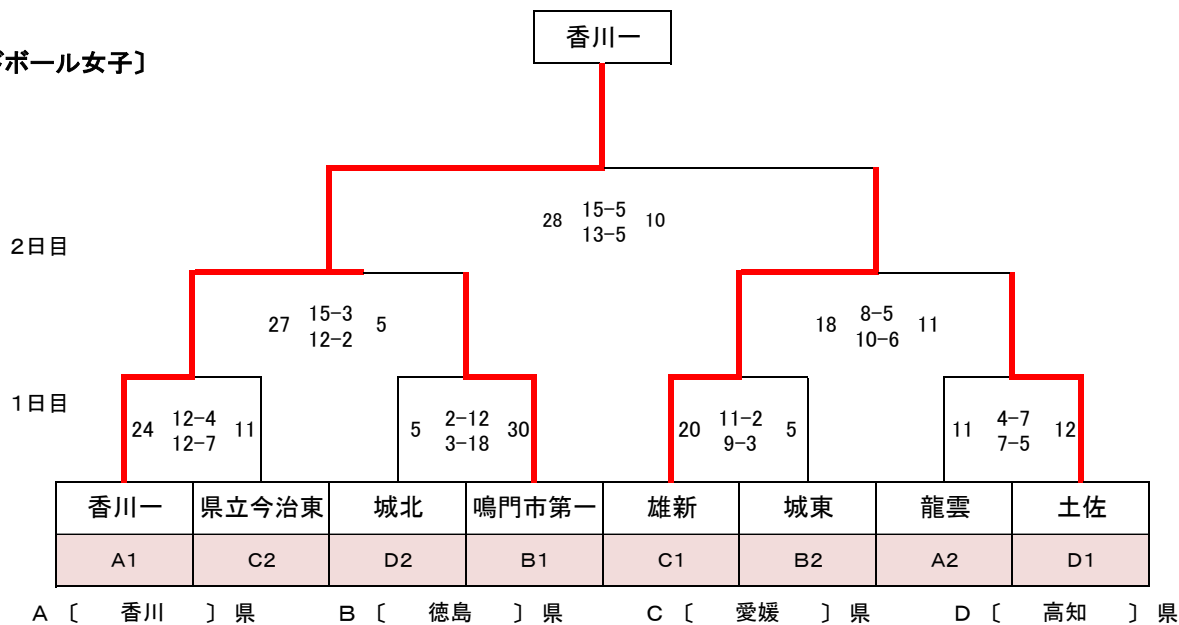 香川一
ドボール女子〕
28 15-5 10
13-5
2日目
27 15-3 5
12-2
18 8-5 11
10-6
1日目
24 12-4 11
12-7
5 2-12 30
3-18
20 11-2 5
9-3
11 4-7 12
7-5
香川一 県立今治東 城北 鳴門市第一 雄新 城東 龍雲 土佐
A1 C2 D2 B1 C1 B2 A2 D1
A 〔 香川 〕 県 B 〔 徳島 〕 県 C 〔 愛媛 〕 県 D 〔 高知 〕 県